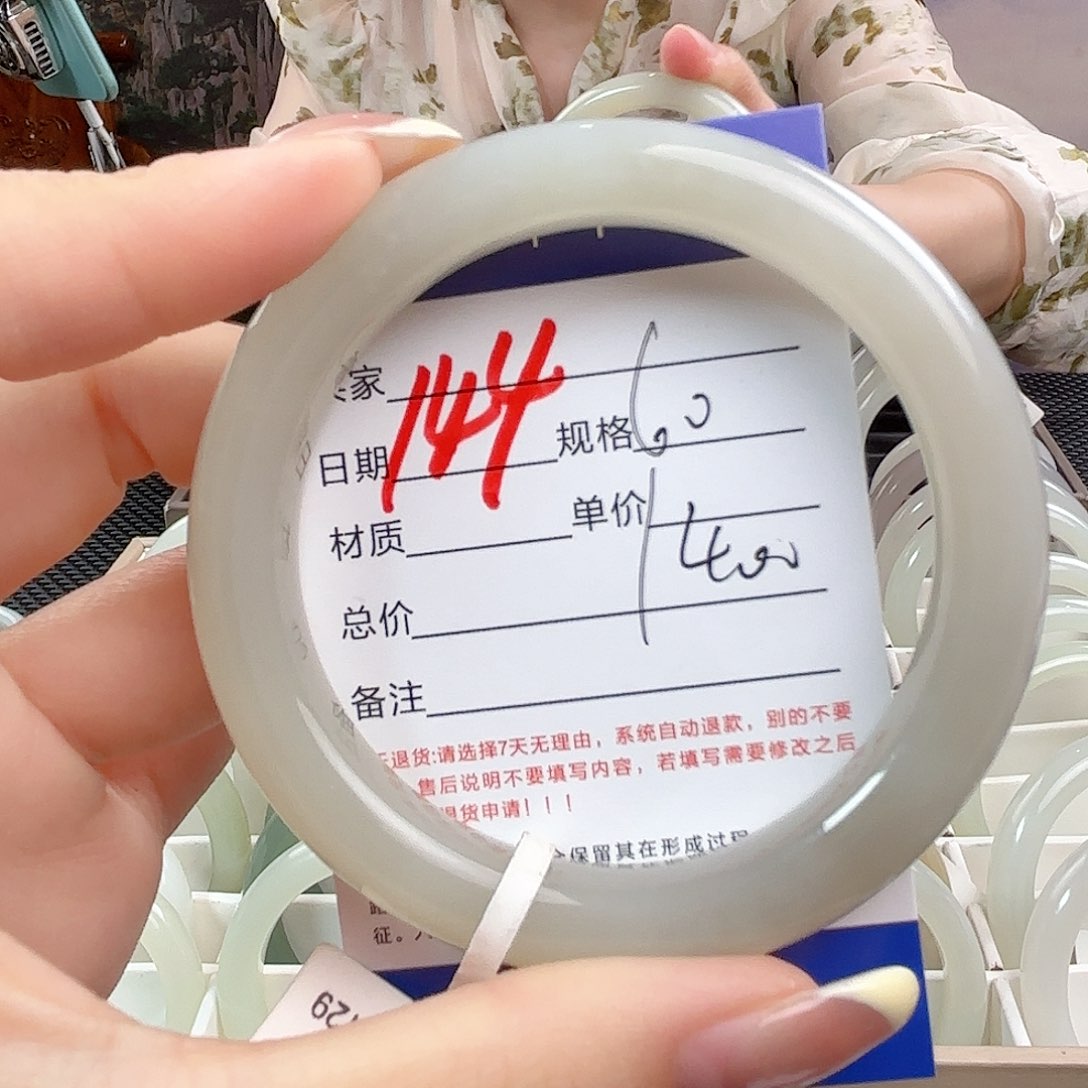 家
144
日期 规格 60
材质 单价 1400
总价
备注
退货:请选择7天无理由，系统自动退款，别的不要
售后说明不要填写内容，若填写需要修改之后
退货申请！！！
保留其在形成过程
征。
129